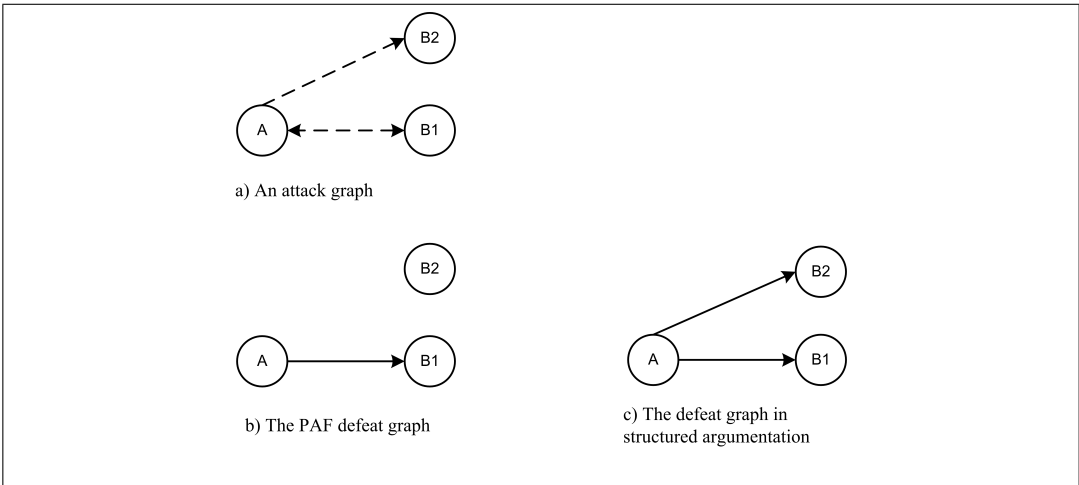 B2
A
B1
a) An attack graph
B2
A
B1
b) The PAF defeat graph
B2
A
B1
c) The defeat graph in
structured argumentation